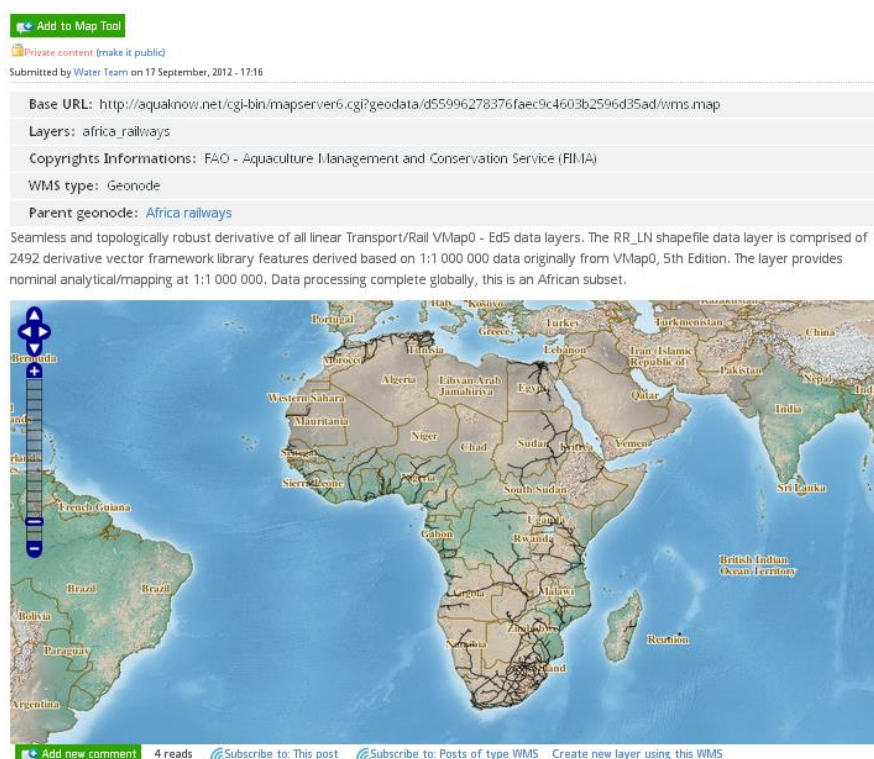 Add to Map Tool
Private content (make it public)
Submitted by Water Team on 17 September, 2012 - 17:16
Base URL: http://aquaknow.net/cgi-bin/mapserver6.cgi?geodata/d55996278376faec9c4603b2596d35ad/wms.map
Layers: africa_railways
Copyrights Informations: FAO - Aquaculture Management and Conservation Service (FIMA)
WMS type: Geonode
Parent geonode: Africa railways
Seamless and topologically robust derivative of all linear Transport/Rail VMap0 - Ed5 data layers. The RR_LN shapefile data layer is comprised of
2492 derivative vector framework library features derived based on 1:1 000 000 data originally from VMap0, 5th Edition. The layer provides
nominal analytical/mapping at 1:1 000 000. Data processing complete globally, this is an African subset.
Italy Kosovo
Portugal Greece Turkey Turkmenistan China
Bermuda Morocco Tunisia Lebanon Iran (Islamic
Republic of) Pakistan Nepal
Algeria Libyan Arab
Jamahiriya Egypt Qatar India
Western Sahara
Mauritania Niger Chad Sudan Eritrea Yemen
Senegal
Sierra Leone Nigeria South Sudan Sri Lanka
French Guiana Uganda
Gabon Rwanda British Indian
Ocean Territory
Brazil Brazil Angola Malawi
Bolivia Zimbabwe
Paraguay Namibia Reunion
Argentina
Add new comment 4 reads Subscribe to: This post Subscribe to: Posts of type WMS Create new layer using this WMS